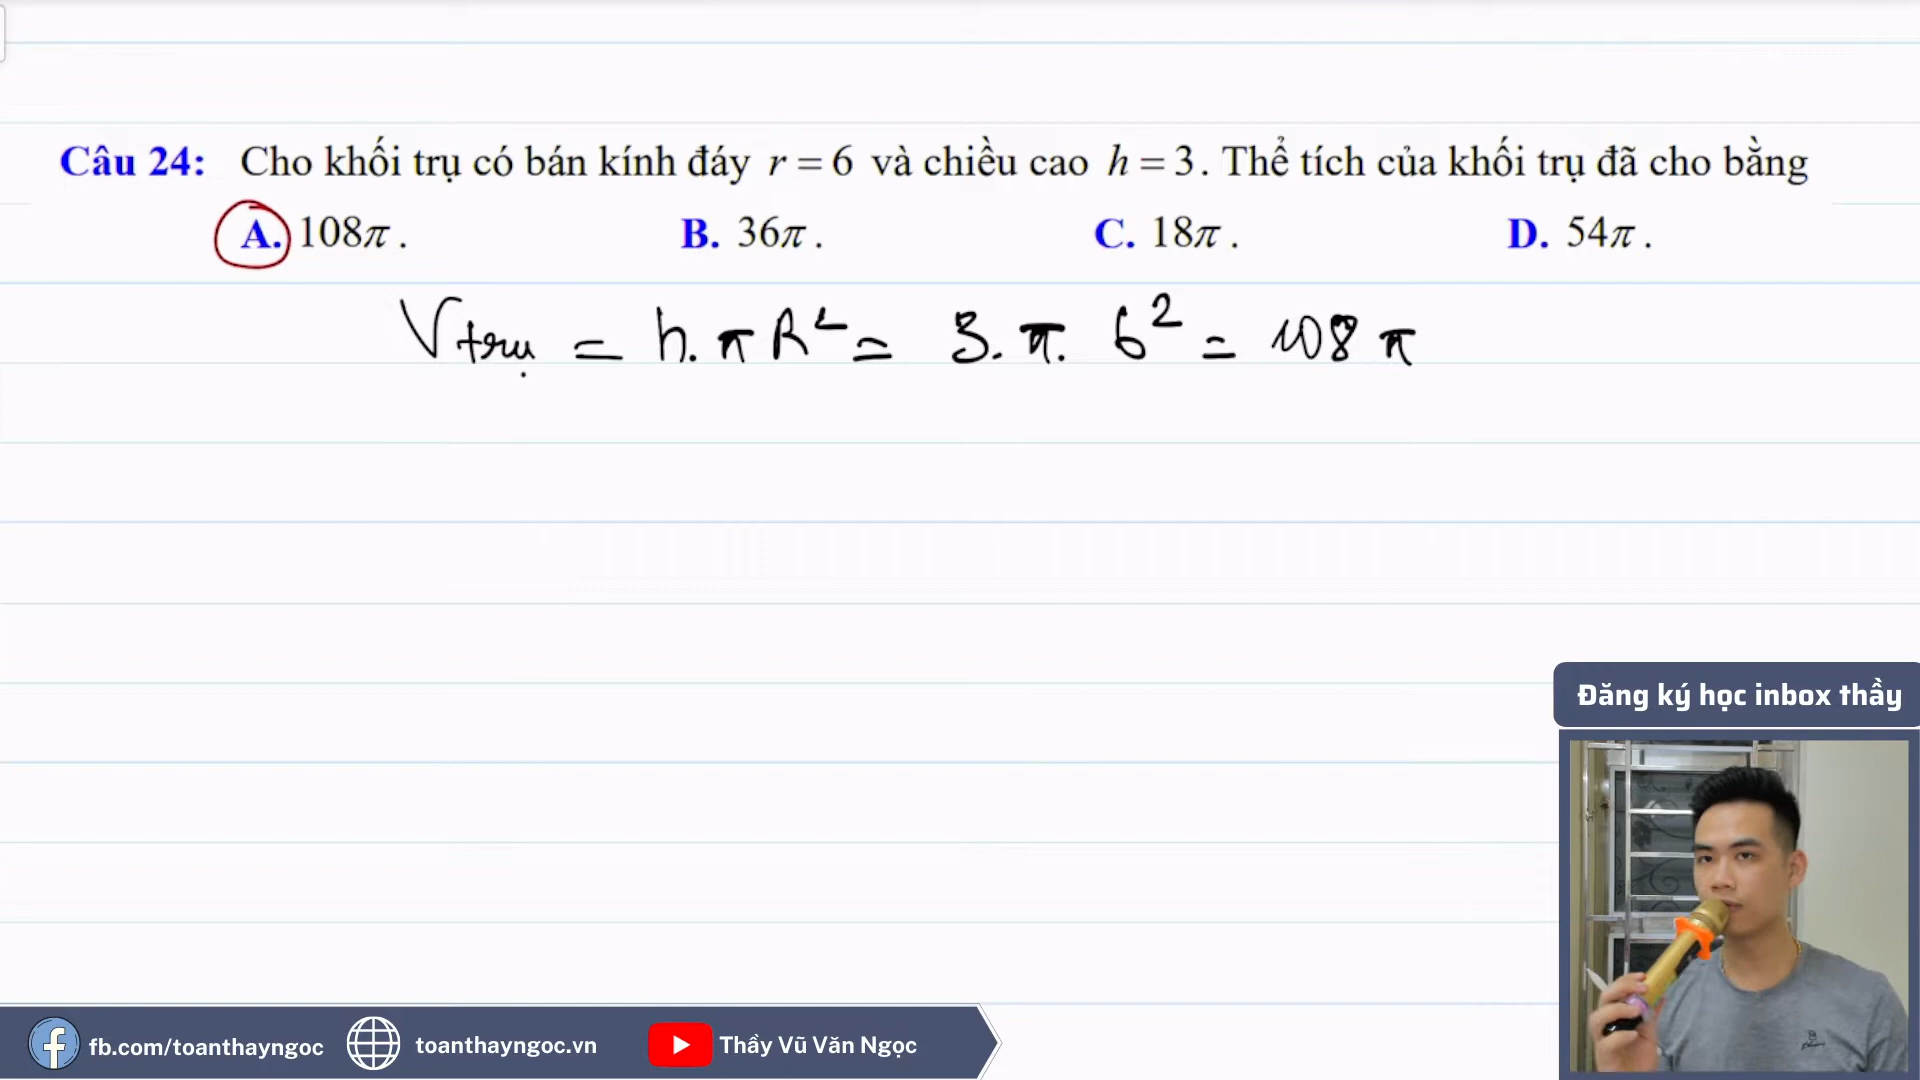 Câu 24: Cho khối trụ có bán kính đáy r = 6 và chiều cao h = 3. Thể tích của khối trụ đã cho bằng
A. 108π. B. 36π. C. 18π. D. 54π.
V trụ = h. π R² = 3. π. 6² = 108 π
Đăng ký học inbox thầy
fb.com/toanthayngoc toanthayngoc.vn Thầy Vũ Văn Ngọc